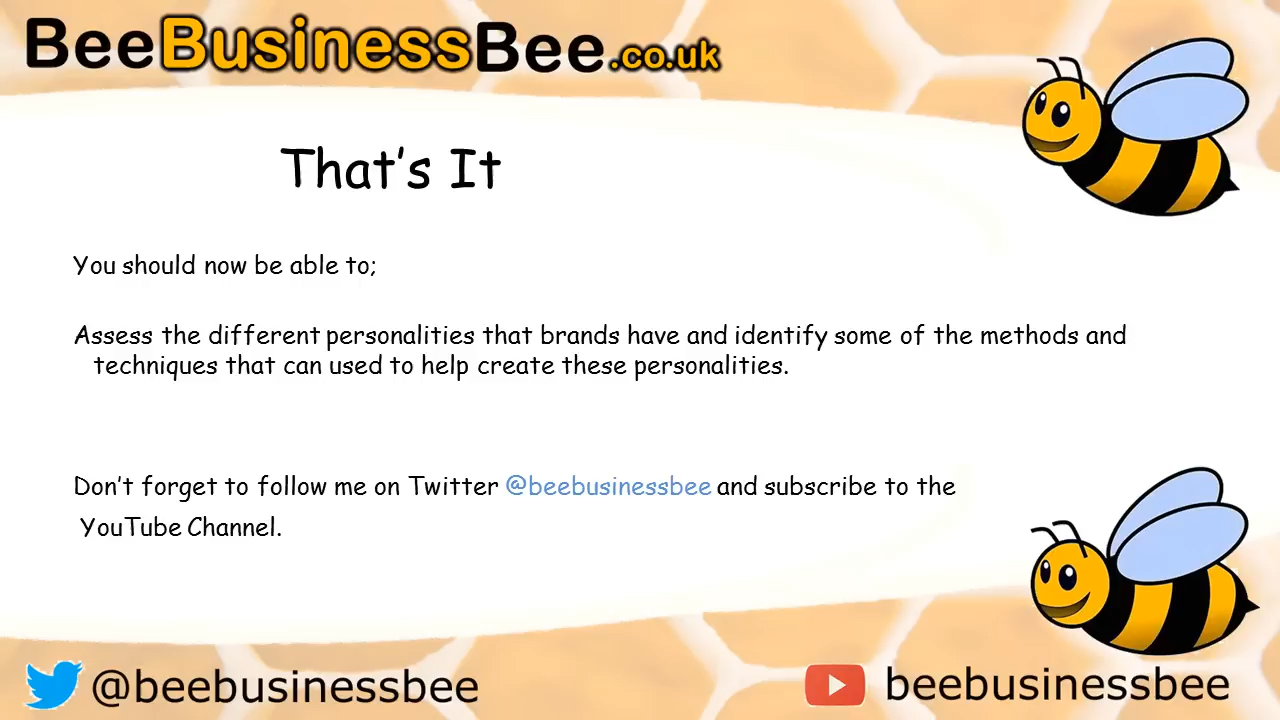 BeeBusinessBee.co.uk
That's It
You should now be able to;
Assess the different personalities that brands have and identify some of the methods and
techniques that can used to help create these personalities.
Don't forget to follow me on Twitter @beebusinessbee and subscribe to the
YouTube Channel.
@beebusinessbee
beebusinessbee